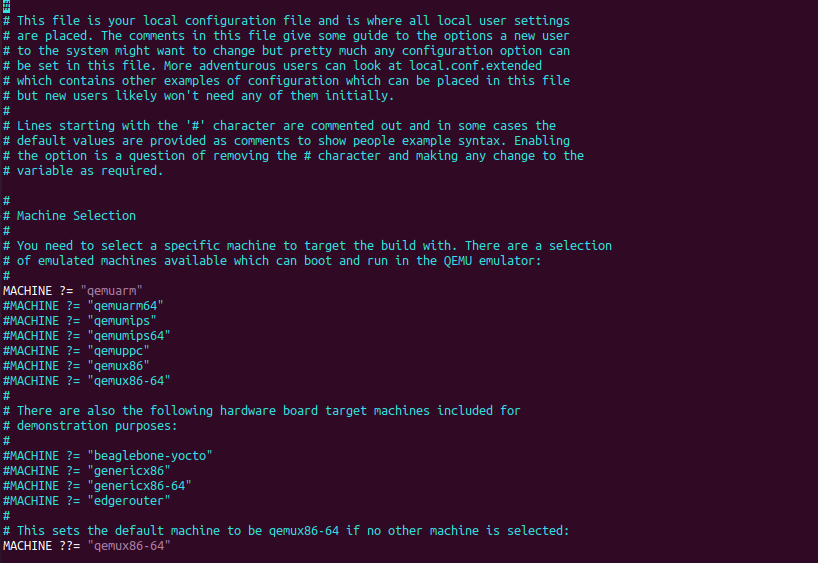 #
# This file is your local configuration file and is where all local user settings
# are placed. The comments in this file give some guide to the options a new user
# to the system might want to change but pretty much any configuration option can
# be set in this file. More adventurous users can look at local.conf.extended
# which contains other examples of configuration which can be placed in this file
# but new users likely won't need any of them initially.
#
# Lines starting with the '#' character are commented out and in some cases the
# default values are provided as comments to show people example syntax. Enabling
# the option is a question of removing the # character and making any change to the
# variable as required.

#
# Machine Selection
#
# You need to select a specific machine to target the build with. There are a selection
# of emulated machines available which can boot and run in the QEMU emulator:
#
MACHINE ?= "qemuarm"
#MACHINE ?= "qemuarm64"
#MACHINE ?= "qemumips"
#MACHINE ?= "qemumips64"
#MACHINE ?= "qemuppc"
#MACHINE ?= "qemux86"
#MACHINE ?= "qemux86-64"
#
# There are also the following hardware board target machines included for
# demonstration purposes:
#
#MACHINE ?= "beaglebone-yocto"
#MACHINE ?= "genericx86"
#MACHINE ?= "genericx86-64"
#MACHINE ?= "edgerouter"
#
# This sets the default machine to be qemux86-64 if no other machine is selected:
MACHINE ??= "qemux86-64"